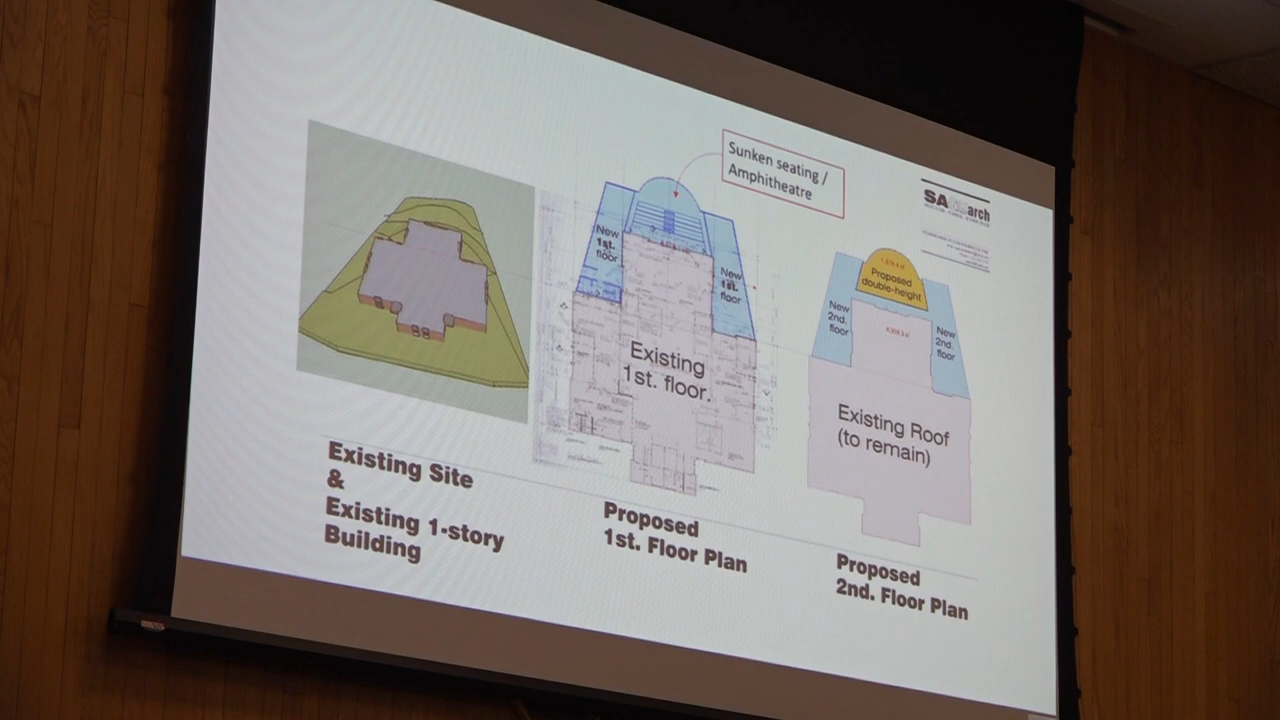 Sunken seating /
Amphitheatre
SA
arch
New
1st.
floor
New
1st.
floor
Existing
1st. floor.
Proposed
double-height
New
2nd.
floor
New
2nd.
floor
Existing Roof
(to remain)
Existing Site
&
Existing 1-story
Building
Proposed
1st. Floor Plan
Proposed
2nd. Floor Plan